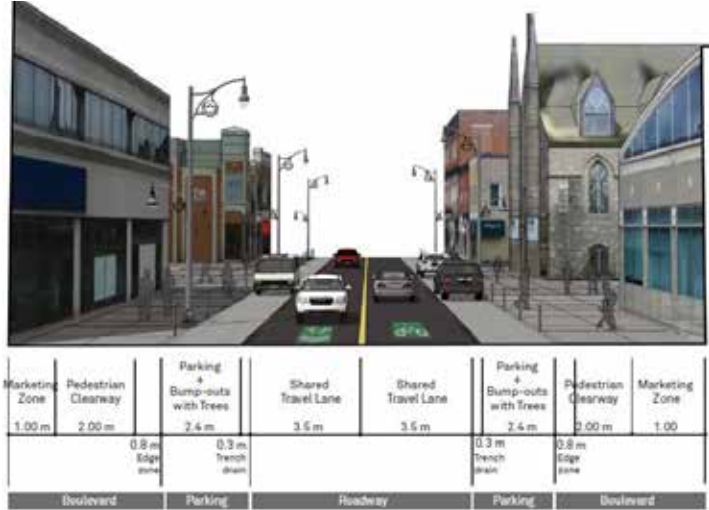 Marketing
Zone
1.00 m
Pedestrian
Clearway
2.00 m
0.8 m
Edge
zone
Parking
+
Bump-outs
with Trees
2.4 m
0.3 m
Trench
drain
Shared
Travel Lane
3.5 m
Shared
Travel Lane
3.5 m
0.3 m
Trench
drain
Parking
+
Bump-outs
with Trees
2.4 m
0.8 m
Edge
zone
Pedestrian
Clearway
2.00 m
Marketing
Zone
1.00
Boulevard
Parking
Roadway
Parking
Boulevard